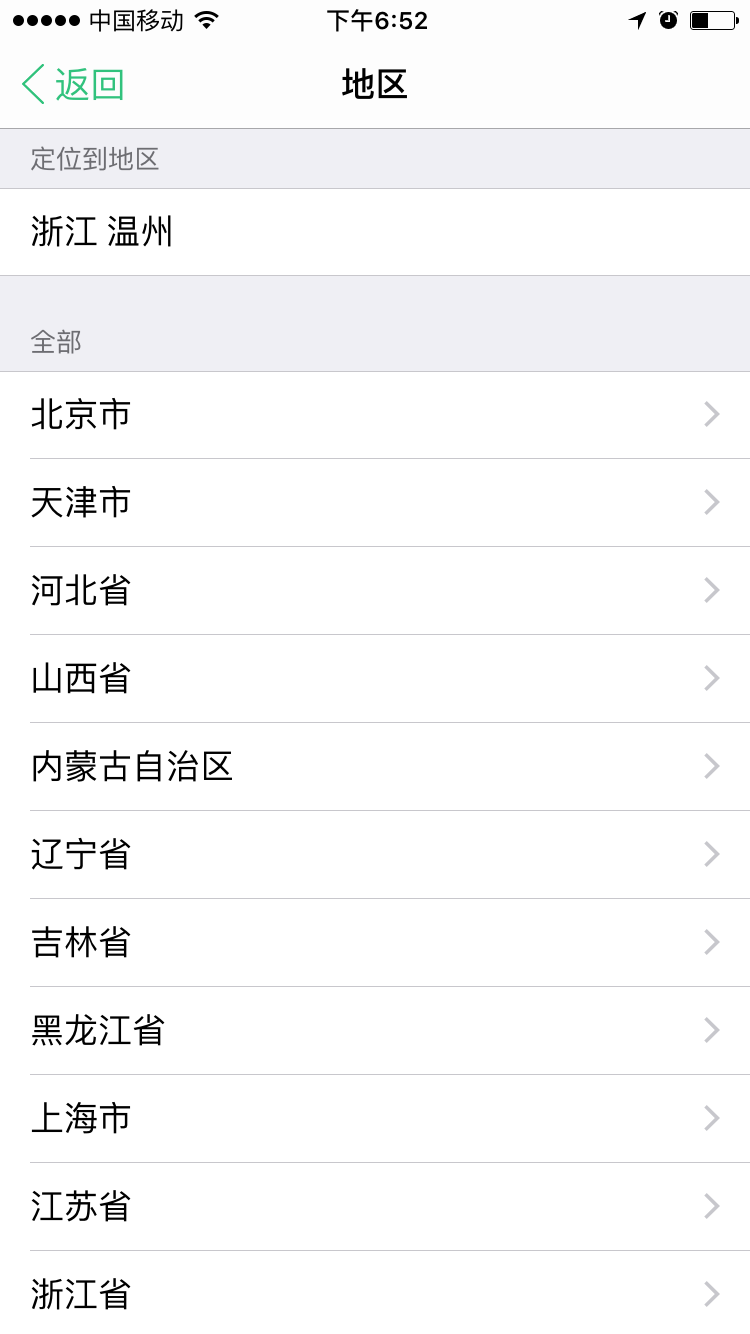 中国移动 下午6:52
返回 地区
定位到地区
浙江 温州
全部
北京市
天津市
河北省
山西省
内蒙古自治区
辽宁省
吉林省
黑龙江省
上海市
江苏省
浙江省